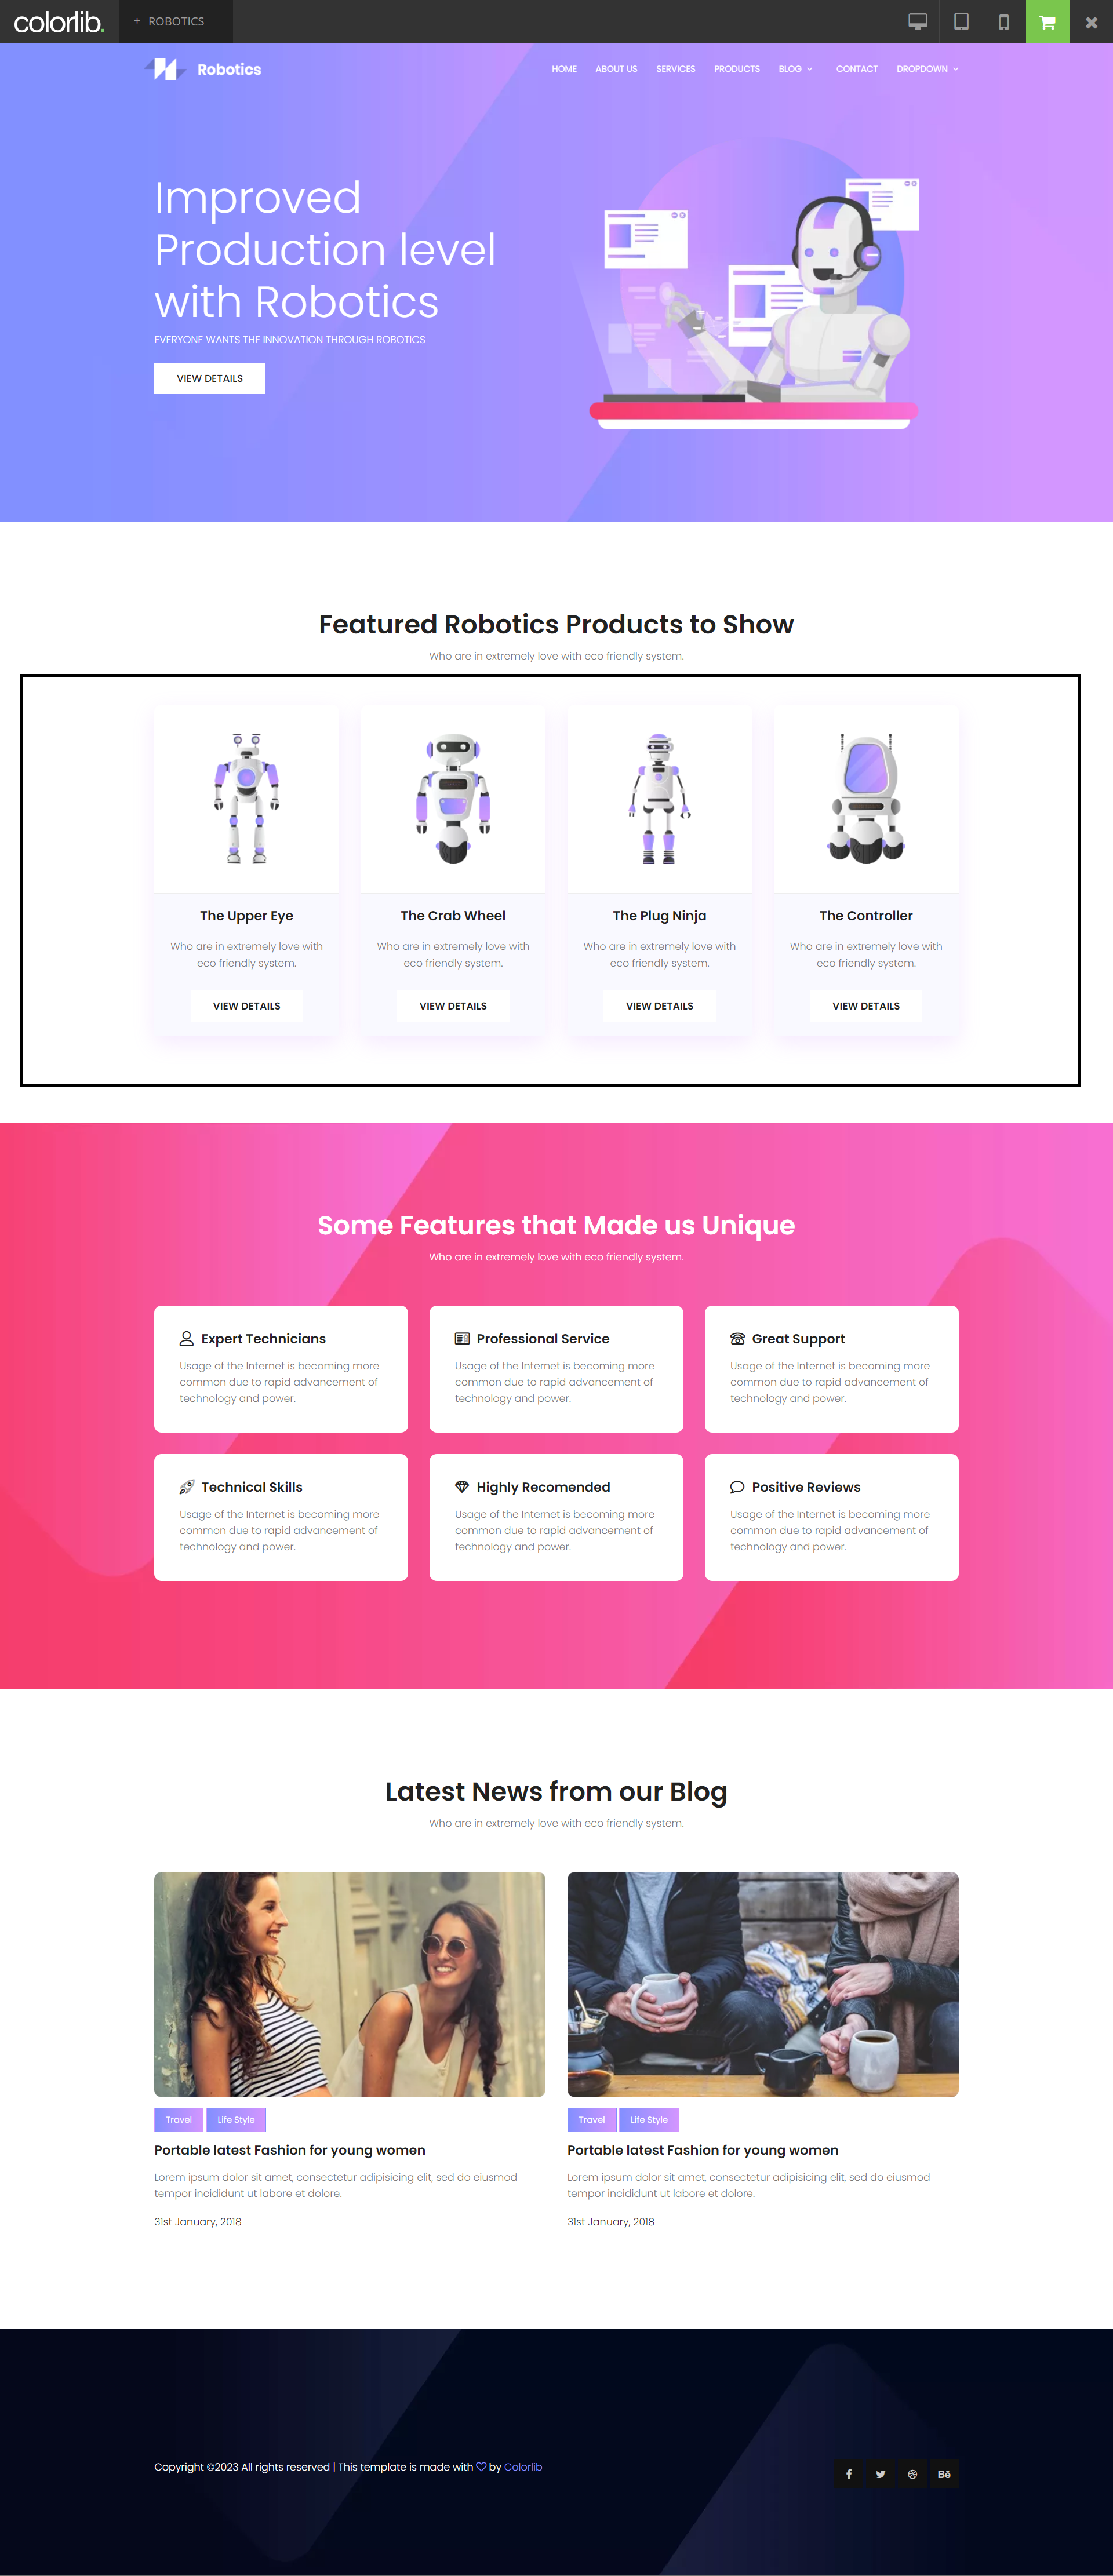 colorlib.
+ ROBOTICS
Robotics
HOME ABOUT US SERVICES PRODUCTS BLOG CONTACT DROPDOWN
Improved
Production level
with Robotics
EVERYONE WANTS THE INNOVATION THROUGH ROBOTICS
VIEW DETAILS
Featured Robotics Products to Show
Who are in extremely love with eco friendly system.
The Upper Eye
Who are in extremely love with
eco friendly system.
VIEW DETAILS
The Crab Wheel
Who are in extremely love with
eco friendly system.
VIEW DETAILS
The Plug Ninja
Who are in extremely love with
eco friendly system.
VIEW DETAILS
The Controller
Who are in extremely love with
eco friendly system.
VIEW DETAILS
Some Features that Made us Unique
Who are in extremely love with eco friendly system.
Expert Technicians
Usage of the Internet is becoming more
common due to rapid advancement of
technology and power.
Professional Service
Usage of the Internet is becoming more
common due to rapid advancement of
technology and power.
Great Support
Usage of the Internet is becoming more
common due to rapid advancement of
technology and power.
Technical Skills
Usage of the Internet is becoming more
common due to rapid advancement of
technology and power.
Highly Recomended
Usage of the Internet is becoming more
common due to rapid advancement of
technology and power.
Positive Reviews
Usage of the Internet is becoming more
common due to rapid advancement of
technology and power.
Latest News from our Blog
Who are in extremely love with eco friendly system.
Travel Life Style
Portable latest Fashion for young women
Lorem ipsum dolor sit amet, consectetur adipisicing elit, sed do eiusmod
tempor incididunt ut labore et dolore.
31st January, 2018
Travel Life Style
Portable latest Fashion for young women
Lorem ipsum dolor sit amet, consectetur adipisicing elit, sed do eiusmod
tempor incididunt ut labore et dolore.
31st January, 2018
Copyright ©2023 All rights reserved | This template is made with by Colorlib